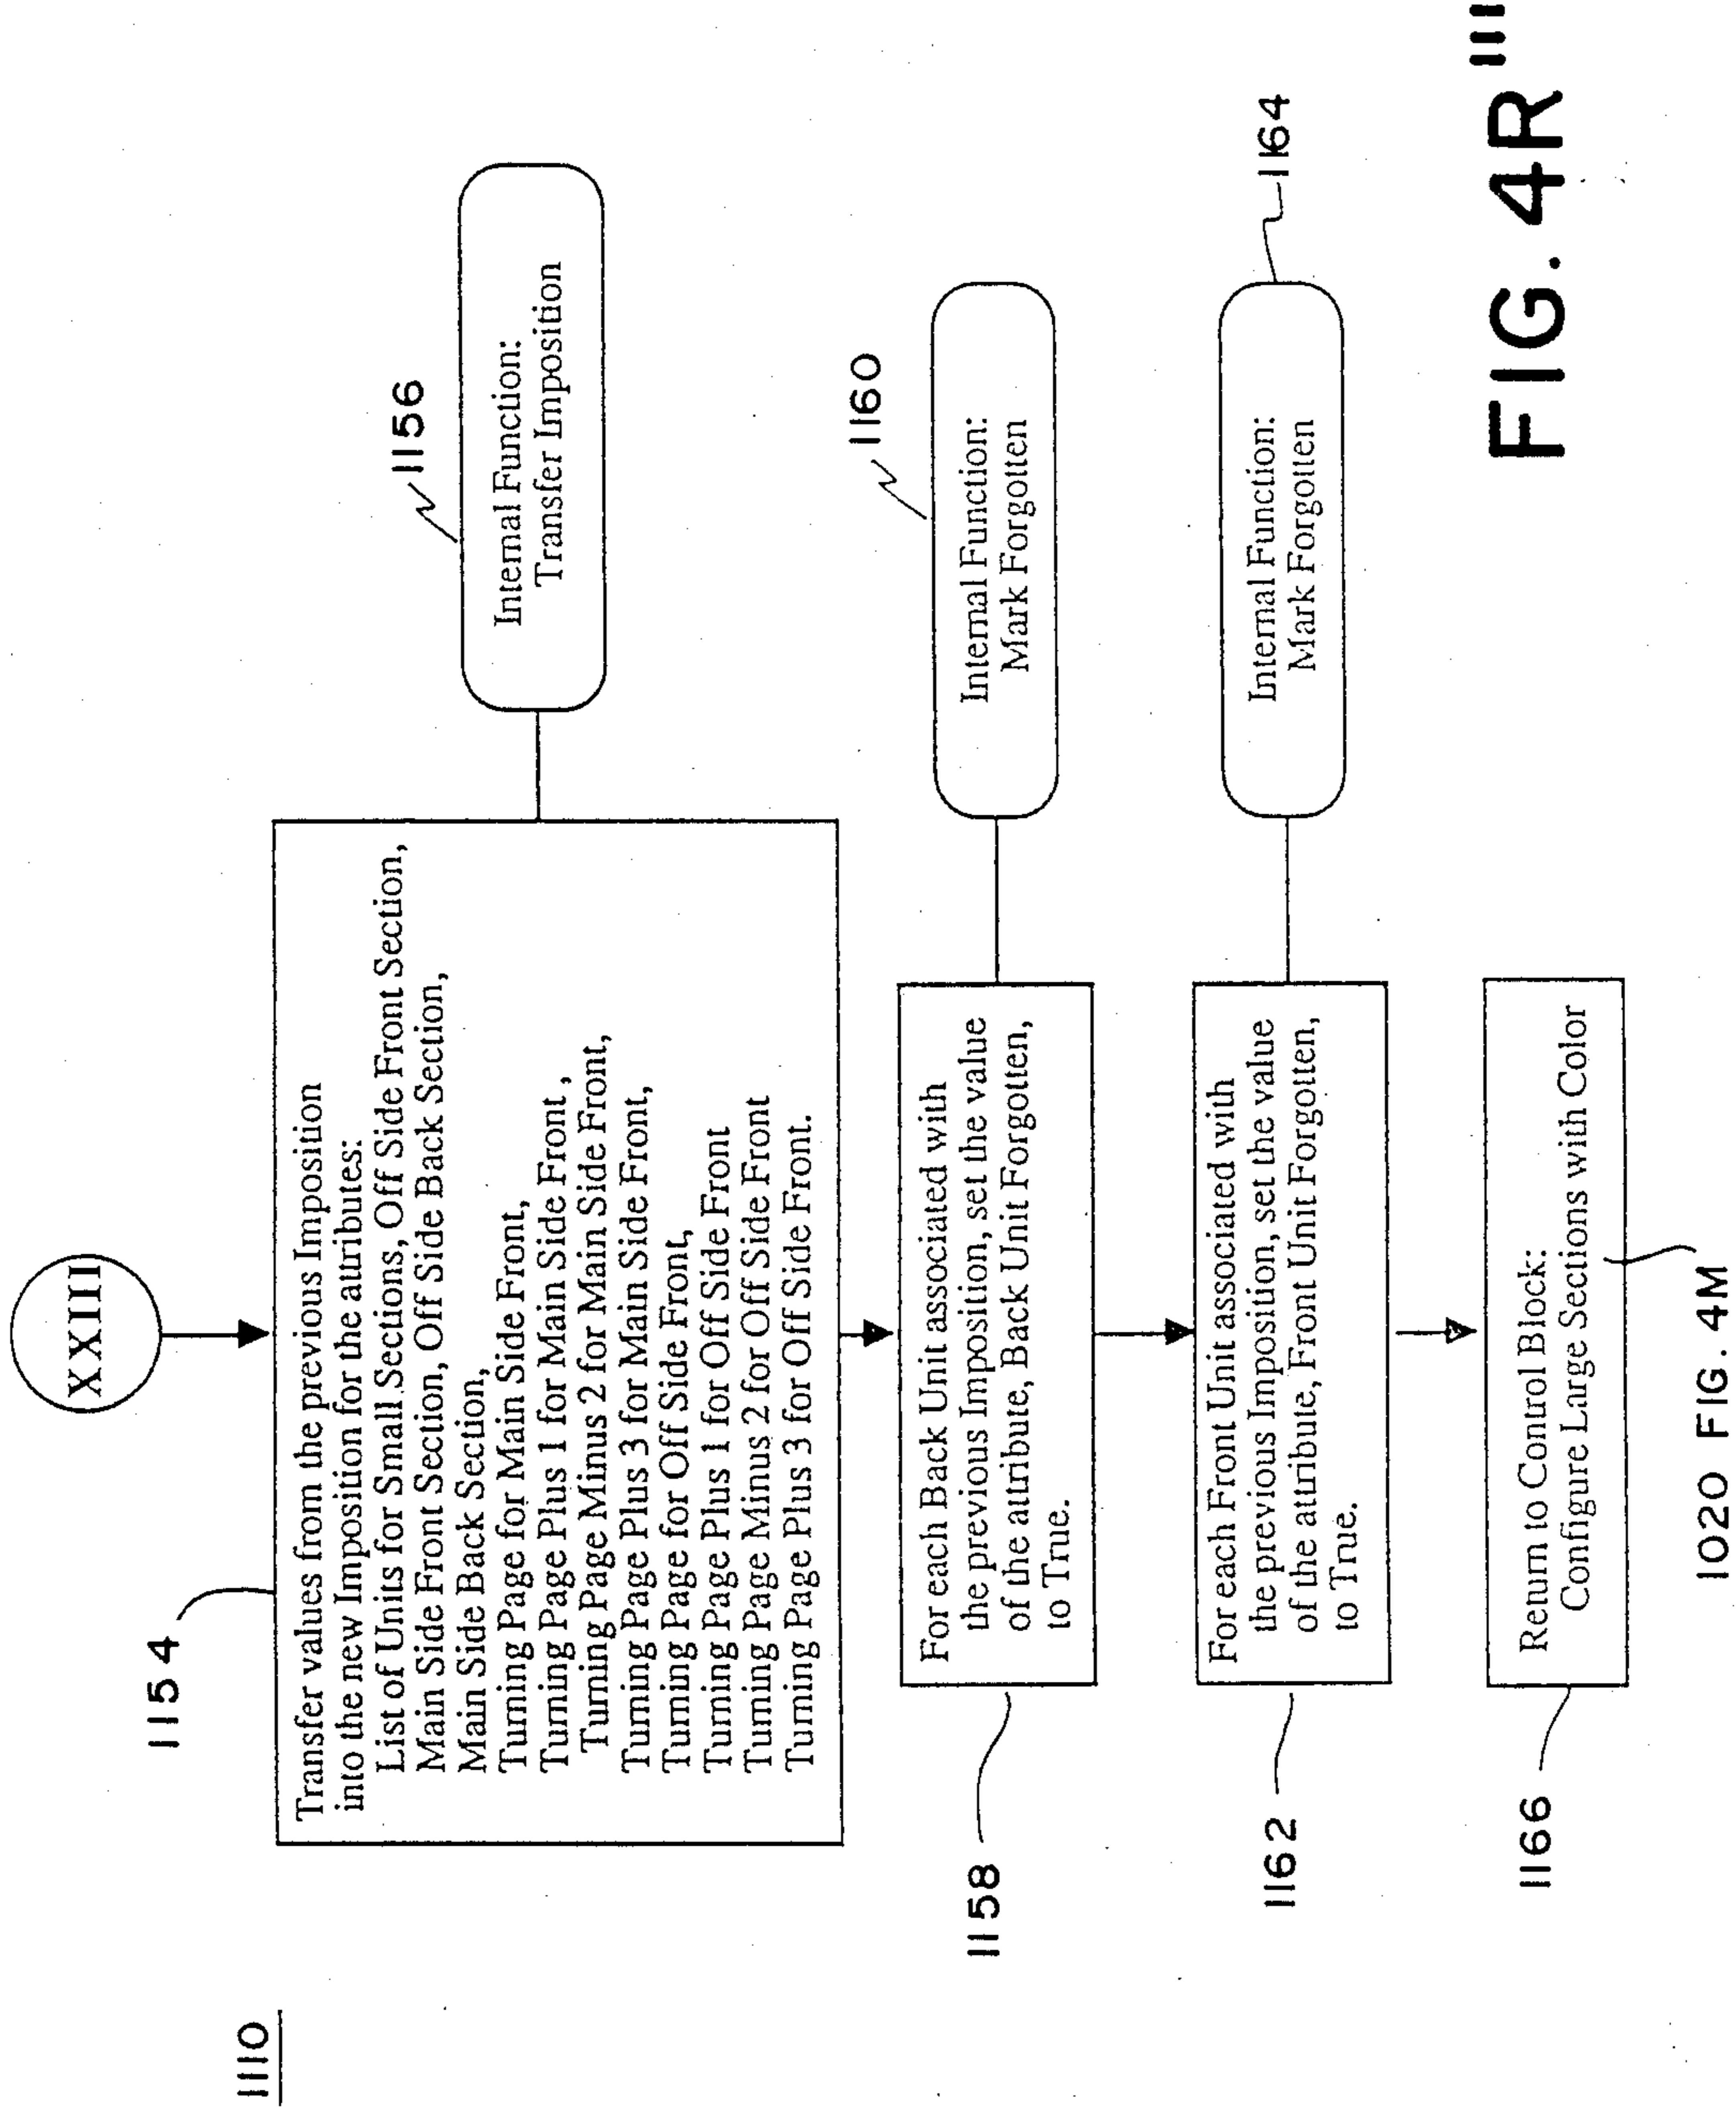 1110
XXIII
1154
Transfer values from the previous Imposition
into the new Imposition for the attributes:
List of Units for Small Sections, Off Side Front Section,
Main Side Front Section, Off Side Back Section,
Main Side Back Section,
Turning Page for Main Side Front,
Turning Page Plus 1 for Main Side Front ,
Turning Page Minus 2 for Main Side Front,
Turning Page Plus 3 for Main Side Front,
Turning Page for Off Side Front,
Turning Page Plus 1 for Off Side Front
Turning Page Minus 2 for Off Side Front
Turning Page Plus 3 for Off Side Front.
1156
Internal Function:
Transfer Imposition
1158
For each Back Unit associated with
the previous Imposition, set the value
of the attribute, Back Unit Forgotten,
to True.
1160
Internal Function:
Mark Forgotten
1162
For each Front Unit associated with
the previous Imposition, set the value
of the attribute, Front Unit Forgotten,
to True.
1164
Internal Function:
Mark Forgotten
1166
Return to Control Block:
Configure Large Sections with Color
1020 FIG. 4M
FIG. 4R'''